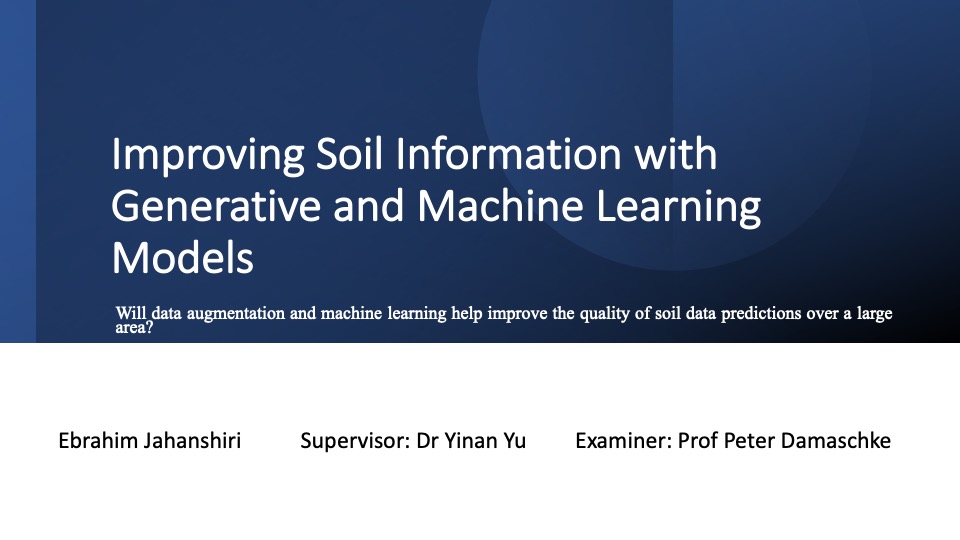 Improving Soil Information with
Generative and Machine Learning
Models
Will data augmentation and machine learning help improve the quality of soil data predictions over a large
area?
Ebrahim Jahanshiri Supervisor: Dr Yinan Yu Examiner: Prof Peter Damaschke